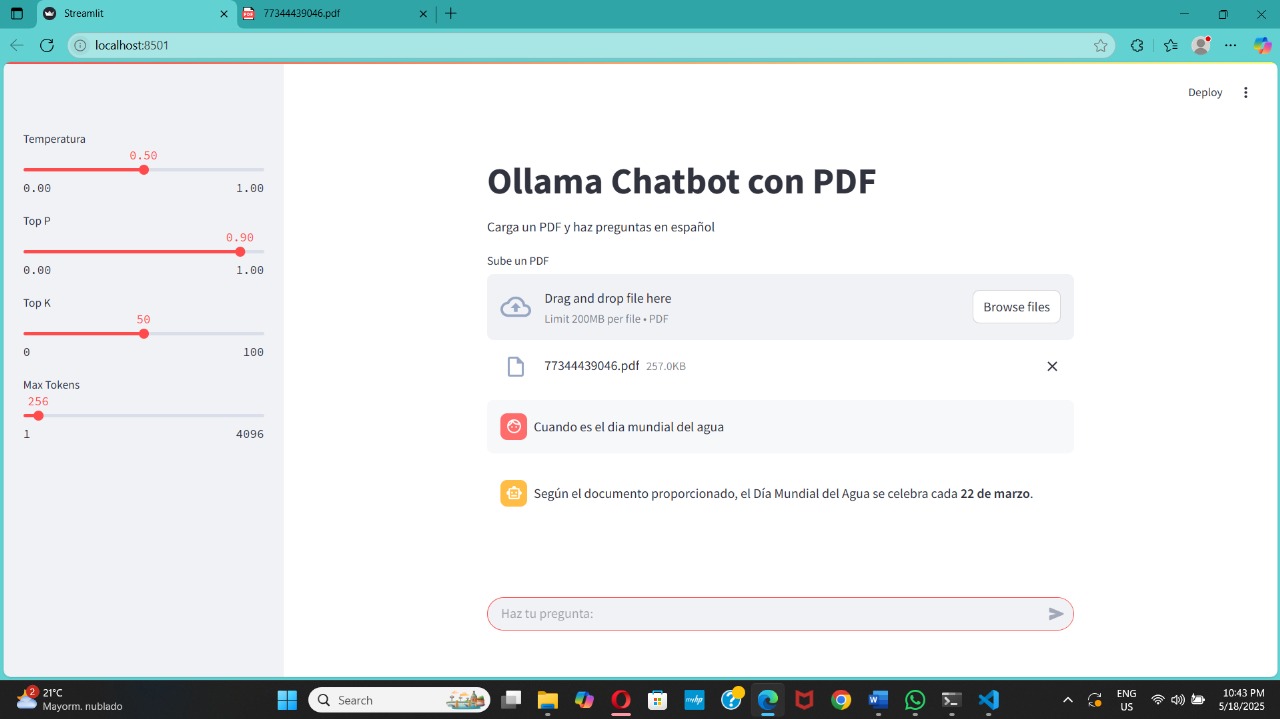 Streamlit
77344439046.pdf
localhost:8501
Deploy
Temperatura
0.50
0.00 1.00
Top P
0.90
0.00 1.00
Top K
50
0 100
Max Tokens
256
1 4096
Ollama Chatbot con PDF
Carga un PDF y haz preguntas en español
Sube un PDF
Drag and drop file here
Limit 200MB per file • PDF
Browse files
77344439046.pdf 257.0KB
Cuando es el dia mundial del agua
Según el documento proporcionado, el Día Mundial del Agua se celebra cada 22 de marzo.
Haz tu pregunta:
2
21°C
Mayorm. nublado
Search
ENG
US
10:43 PM
5/18/2025